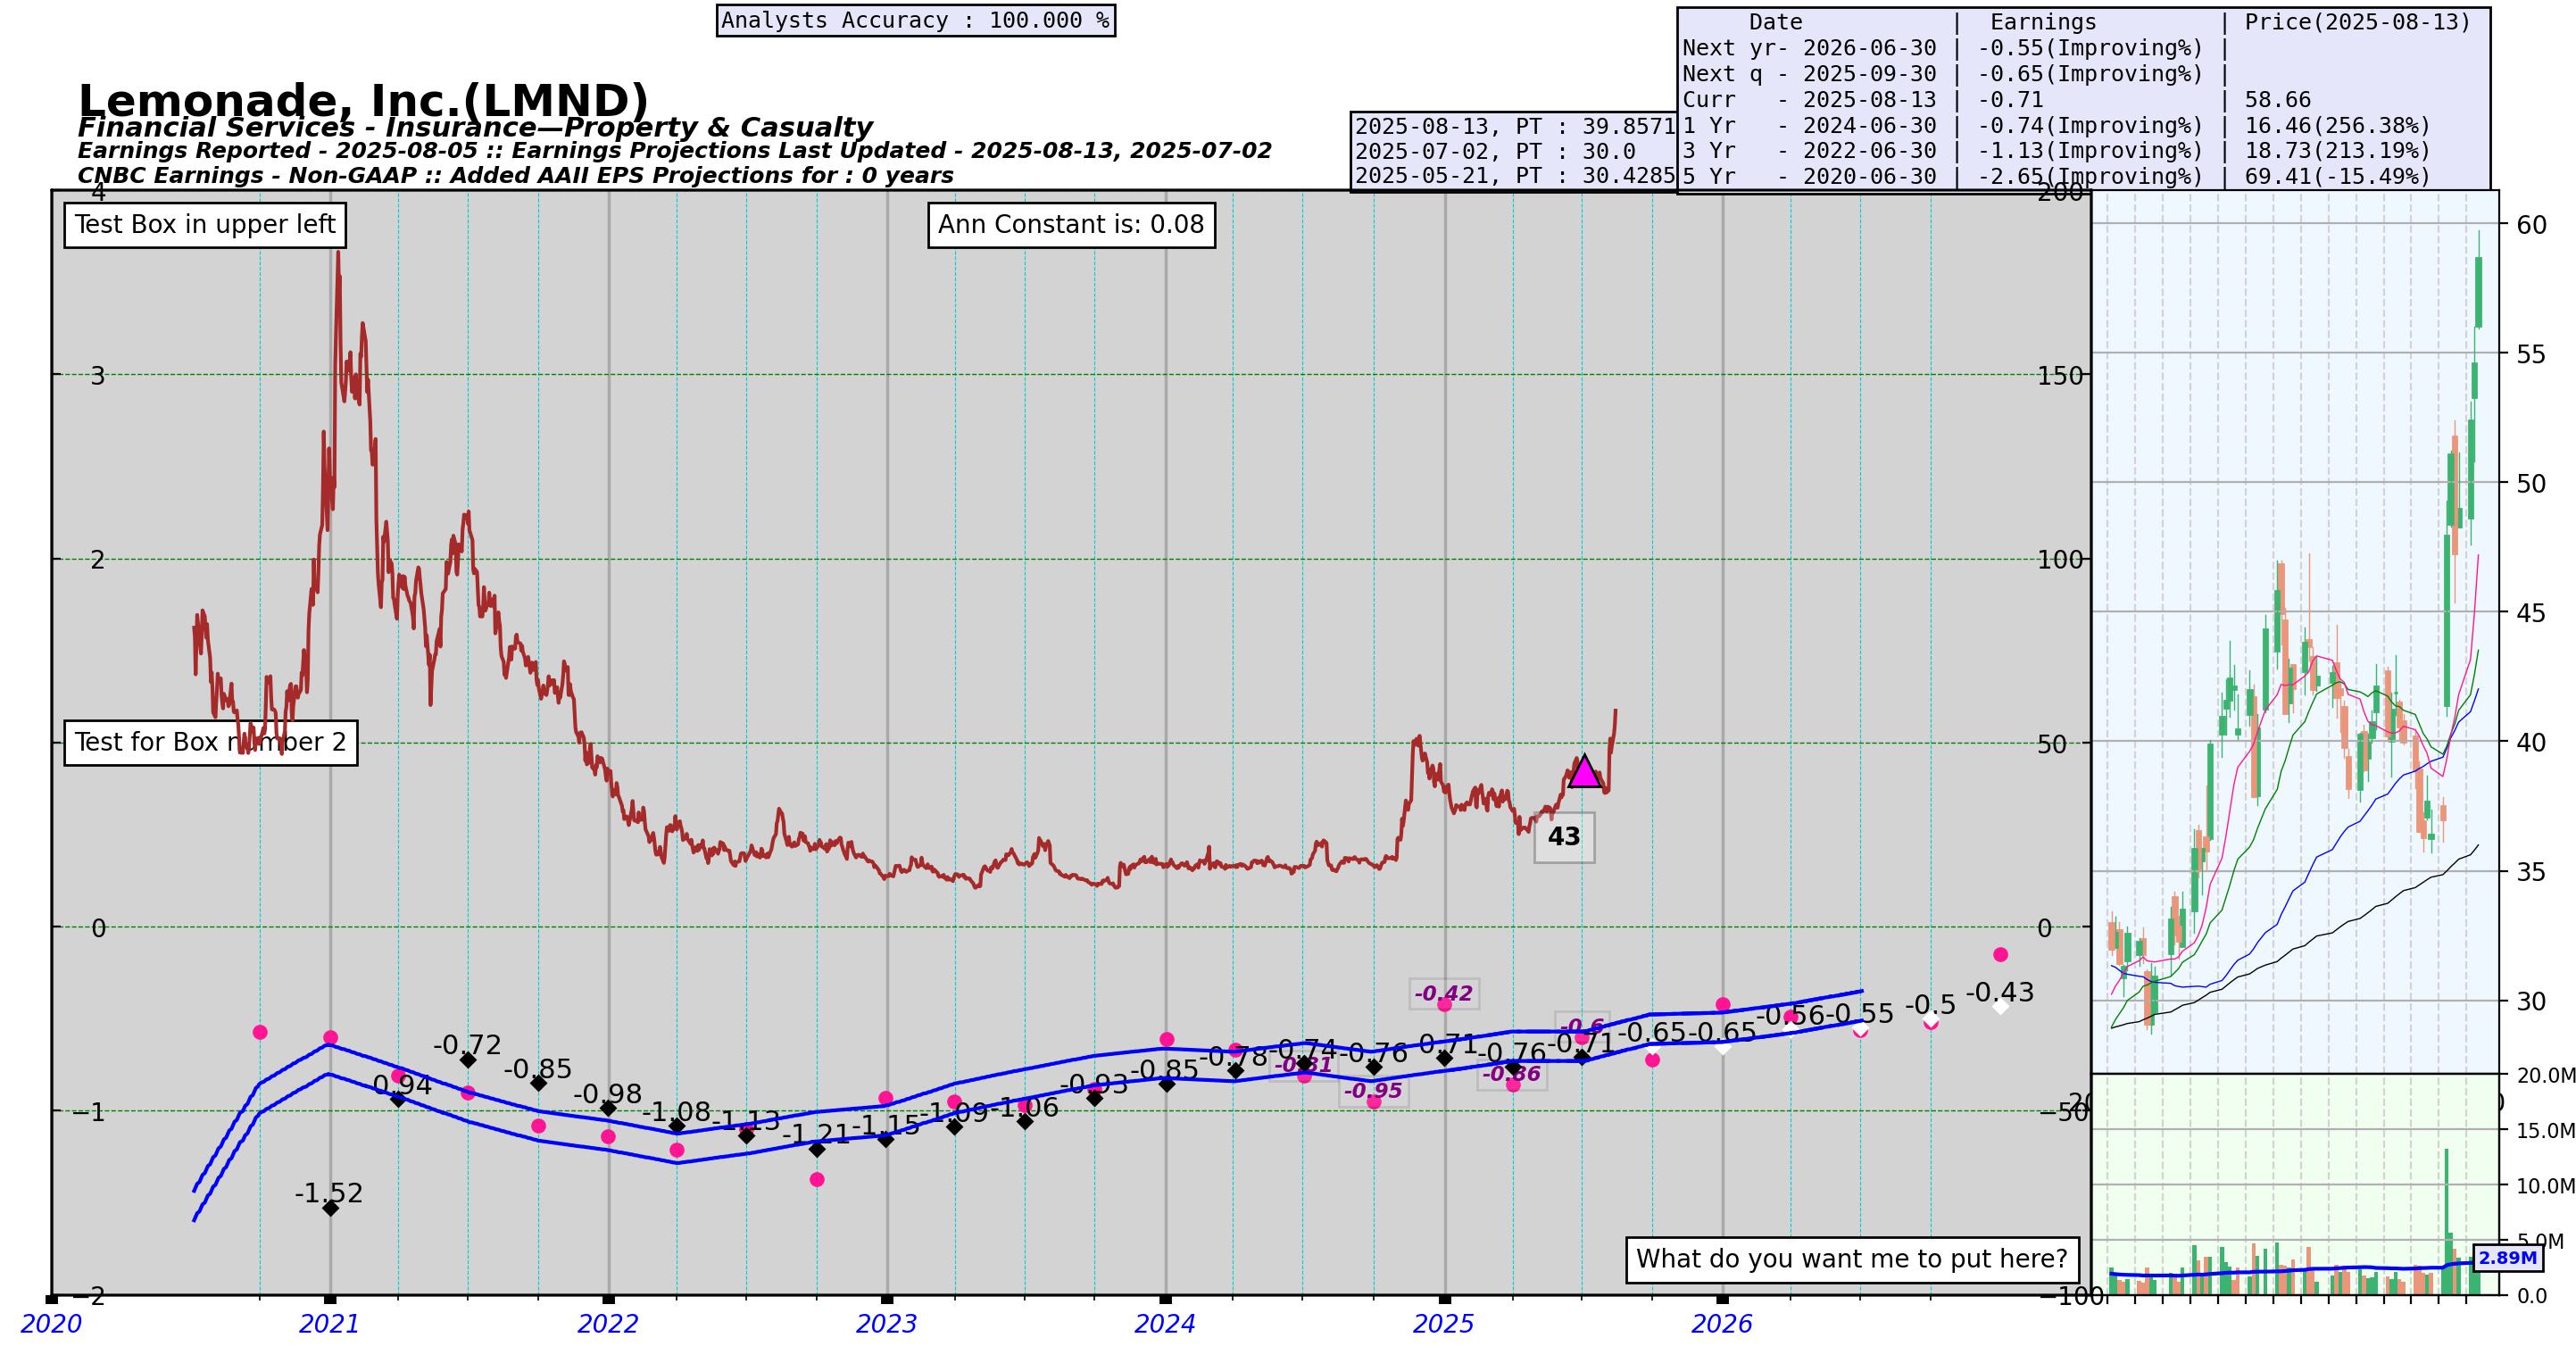 Analysts Accuracy : 100.000 %
Date | Earnings | Price(2025-08-13)
Next yr- 2026-06-30 | -0.55(Improving%) |
Next q - 2025-09-30 | -0.65(Improving%) |
Curr - 2025-08-13 | -0.71 | 58.66
1 Yr - 2024-06-30 | -0.74(Improving%) | 16.46(256.38%)
3 Yr - 2022-06-30 | -1.13(Improving%) | 18.73(213.19%)
5 Yr - 2020-06-30 | -2.65(Improving%) | 69.41(-15.49%)
Lemonade, Inc.(LMND)
Financial Services - Insurance—Property & Casualty
Earnings Reported - 2025-08-05 :: Earnings Projections Last Updated - 2025-08-13, 2025-07-02
CNBC Earnings - Non-GAAP :: Added AAII EPS Projections for : 0 years
2025-08-13, PT : 39.8571
2025-07-02, PT : 30.0
2025-05-21, PT : 30.4285
Test Box in upper left
Ann Constant is: 0.08
Test for Box number 2
What do you want me to put here?
4
3
2
0
−1
−2
200
150
100
50
0
−50
−100
60
55
50
45
40
35
30
20.0M
15.0M
10.0M
5.0M
0.0
2.89M
43
-1.52
0.94
-0.72
-0.85
-0.98
-1.08
-1.13
-1.21
-1.15
-1.09
-1.06
-0.93
-0.85
-0.78
-0.74
-0.76
0.71
-0.76
-0.71
-0.65
-0.65
-0.56
-0.55
-0.5
-0.43
-0.81
-0.95
-0.42
-0.86
-0.6
2020
2021
2022
2023
2024
2025
2026